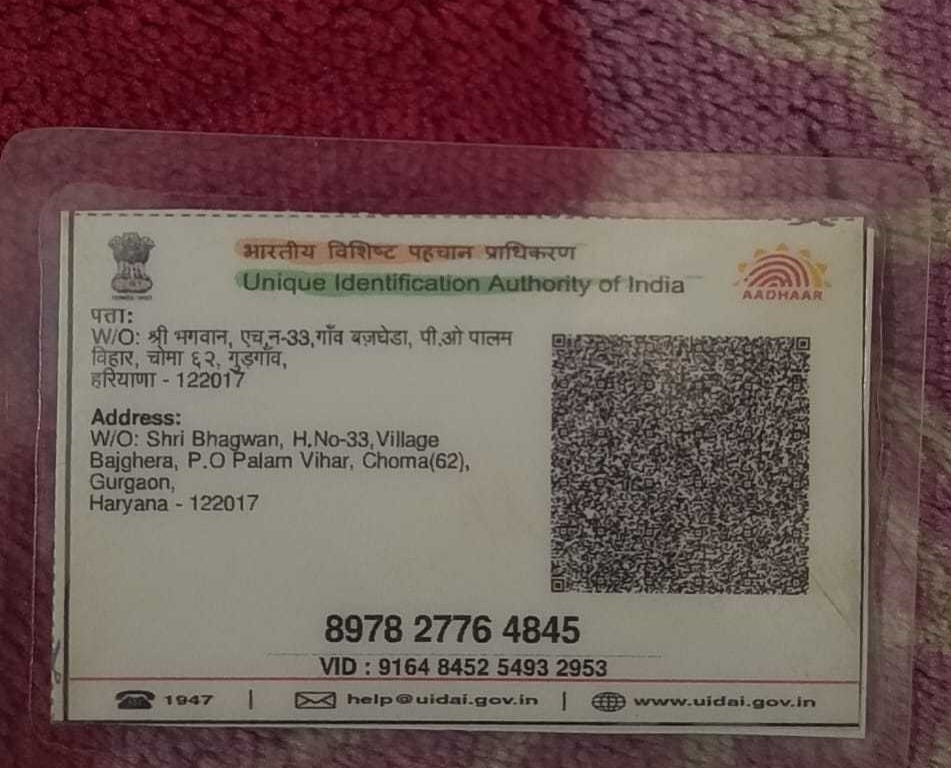 भारतीय विशिष्ट पहचान प्राधिकरण
Unique Identification Authority of India
AADHAAR
पता:
W/O: श्री भगवान, एच.न-33,गाँव बज़घेडा, पी.ओ पालम
विहार, चोमा ६२, गुड़गाँव,
हरियाणा - 122017
Address:
W/O: Shri Bhagwan, H.No-33,Village
Bajghera, P.O Palam Vihar, Choma(62),
Gurgaon,
Haryana - 122017
8978 2776 4845
VID : 9164 8452 5493 2953
1947 | help@uidai.gov.in | www.uidai.gov.in